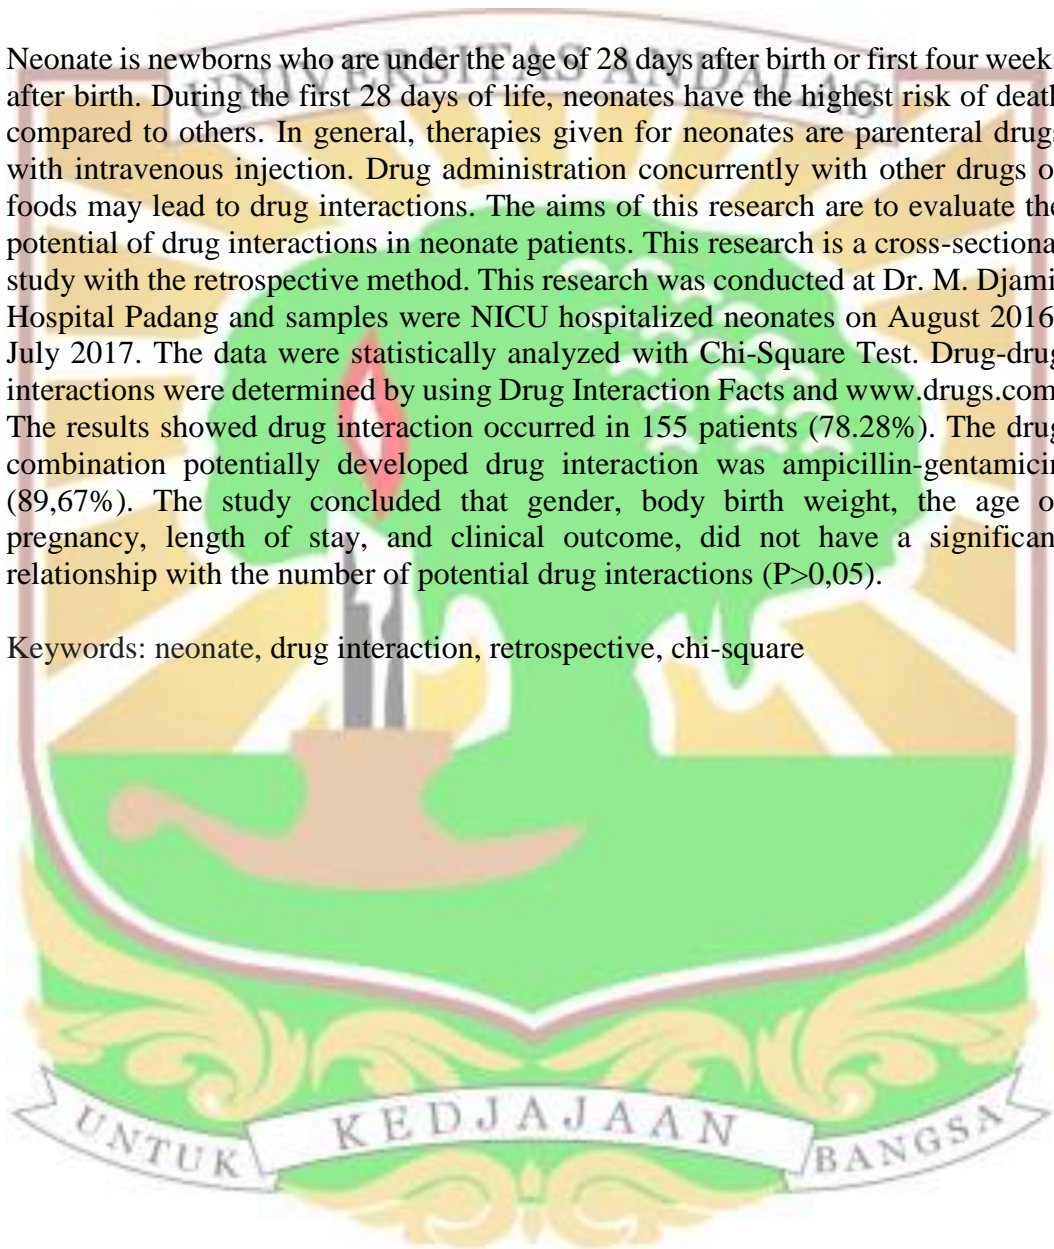 UNIVERSITAS ANDALAS
Neonate is newborns who are under the age of 28 days after birth or first four week
after birth. During the first 28 days of life, neonates have the highest risk of death
compared to others. In general, therapies given for neonates are parenteral drug
with intravenous injection. Drug administration concurrently with other drugs o
foods may lead to drug interactions. The aims of this research are to evaluate the
potential of drug interactions in neonate patients. This research is a cross-sectiona
study with the retrospective method. This research was conducted at Dr. M. Djami
Hospital Padang and samples were NICU hospitalized neonates on August 2016
July 2017. The data were statistically analyzed with Chi-Square Test. Drug-drug
interactions were determined by using Drug Interaction Facts and www.drugs.com
The results showed drug interaction occurred in 155 patients (78.28%). The drug
combination potentially developed drug interaction was ampicillin-gentamicin
(89,67%). The study concluded that gender, body birth weight, the age o
pregnancy, length of stay, and clinical outcome, did not have a significan
relationship with the number of potential drug interactions (P>0,05).
Keywords: neonate, drug interaction, retrospective, chi-square
UNTUK KEDJAJAAN BANGSA